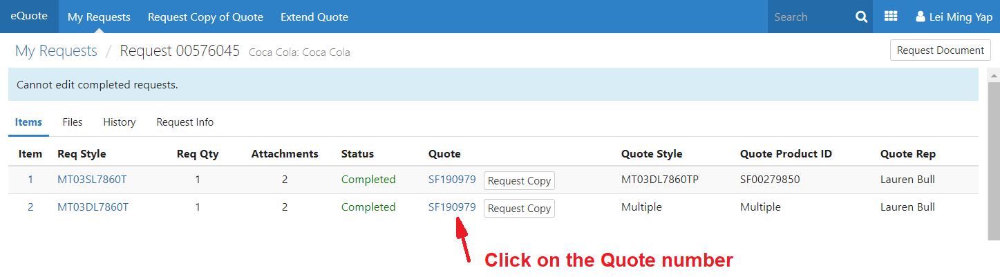 eQuote My Requests Request Copy of Quote Extend Quote Search Lei Ming Yap
My Requests / Request 00576045 Coca Cola: Coca Cola Request Document
Cannot edit completed requests.
Items Files History Request Info
Item Req Style Req Qty Attachments Status Quote Quote Style Quote Product ID Quote Rep
1 MT03SL7860T 1 2 Completed SF190979 Request Copy MT03DL7860TP SF00279850 Lauren Bull
2 MT03DL7860T 1 2 Completed SF190979 Request Copy Multiple Multiple Lauren Bull
Click on the Quote number